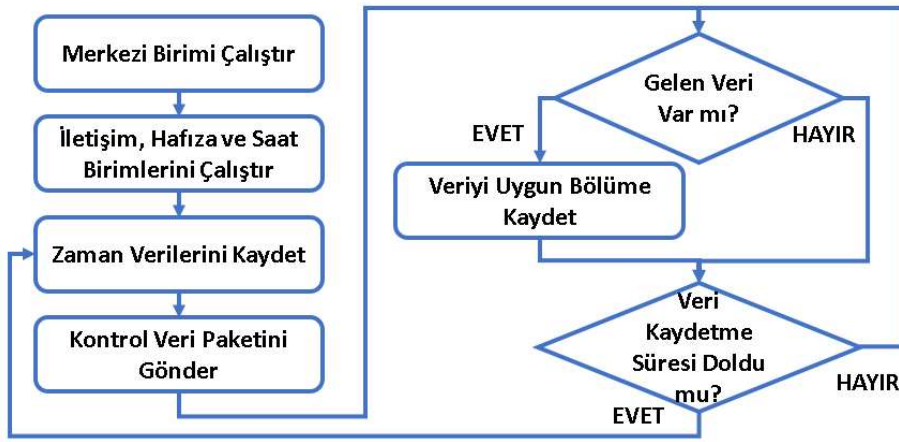 Merkezi Birimi Çalıştır
İletişim, Hafıza ve Saat
Birimlerini Çalıştır
Zaman Verilerini Kaydet
Kontrol Veri Paketini
Gönder
Gelen Veri
Var mı?
EVET
HAYIR
Veriyi Uygun Bölüme
Kaydet
Veri
Kaydetme
Süresi Doldu
mu?
HAYIR
EVET